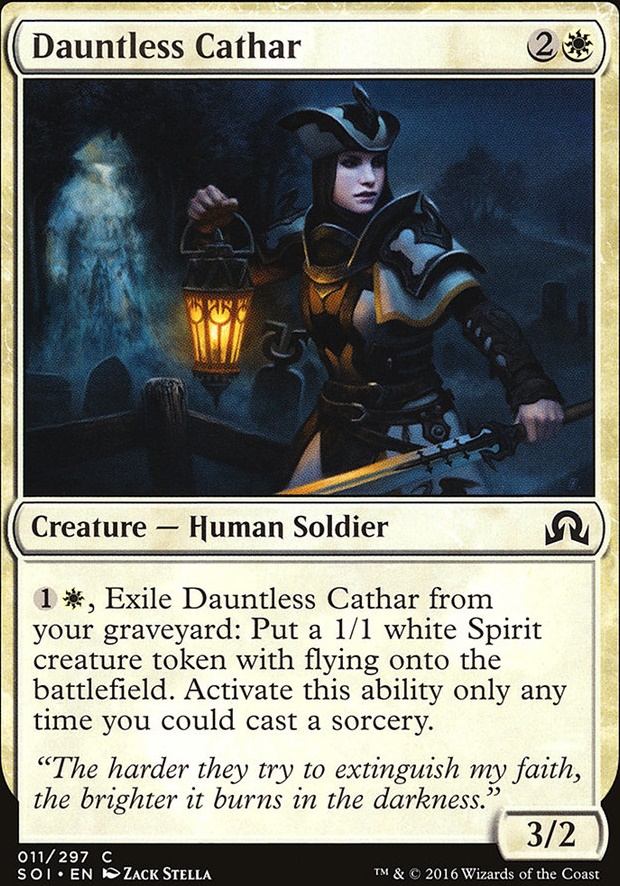 Dauntless Cathar 2
Creature — Human Soldier
1, Exile Dauntless Cathar from
your graveyard: Put a 1/1 white Spirit
creature token with flying onto the
battlefield. Activate this ability only any
time you could cast a sorcery.
“The harder they try to extinguish my faith,
the brighter it burns in the darkness.”
3/2
011/297 C
SOI • EN Zack Stella
™ & © 2016 Wizards of the Coast